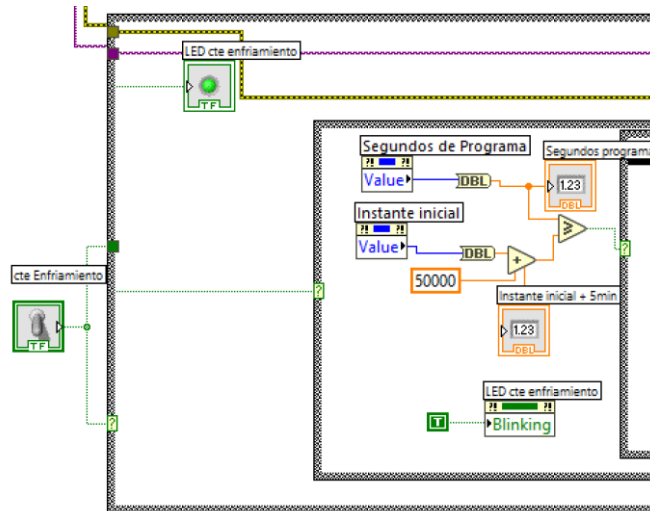 LED cte enfriamiento
TF
Segundos de Programa
?! ?!
Value
DBL
Segundos programa
1.23
DBL
Instante inicial
?! ?!
Value
DBL
+
≥
?
50000
cte Enfriamiento
TF
?
Instante inicial + 5min
1.23
DBL
LED cte enfriamiento
?! ?!
T
Blinking
?